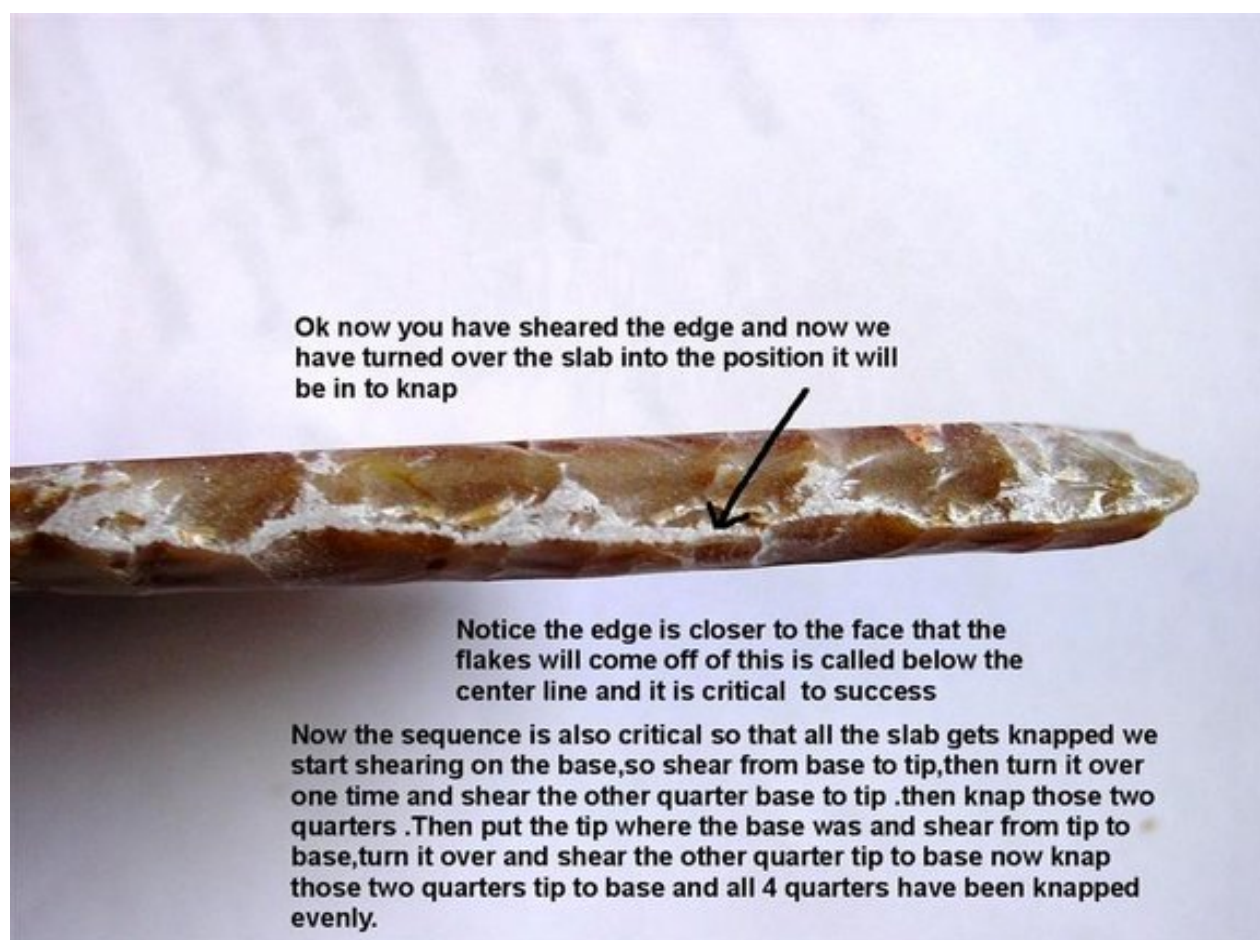 Ok now you have sheared the edge and now we
have turned over the slab into the position it will
be in to knap
Notice the edge is closer to the face that the
flakes will come off of this is called below the
center line and it is critical to success
Now the sequence is also critical so that all the slab gets knapped we
start shearing on the base,so shear from base to tip,then turn it over
one time and shear the other quarter base to tip .then knap those two
quarters .Then put the tip where the base was and shear from tip to
base,turn it over and shear the other quarter tip to base now knap
those two quarters tip to base and all 4 quarters have been knapped
evenly.